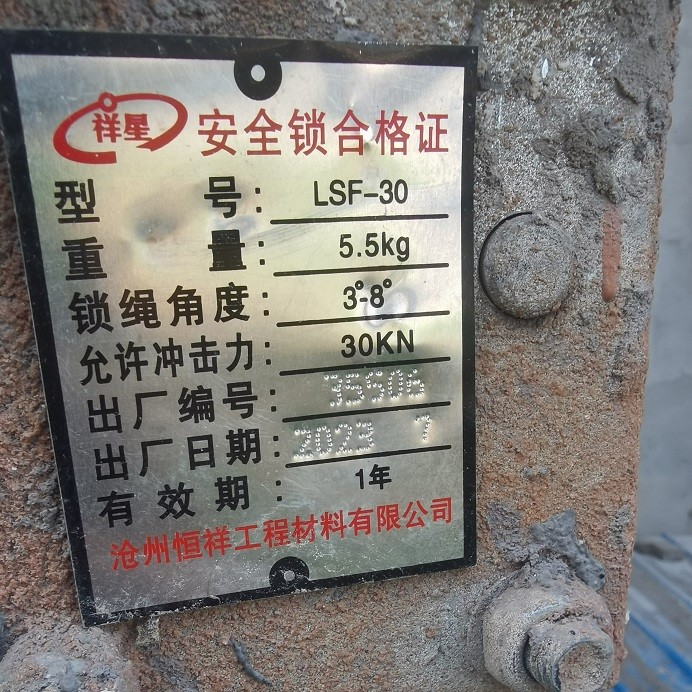 祥星 安全锁合格证
型号: LSF-30
重量: 5.5kg
锁绳角度: 3°-8°
允许冲击力: 30KN
出厂编号: 35506
出厂日期: 2023 7
有效期: 1年
沧州恒祥工程材料有限公司